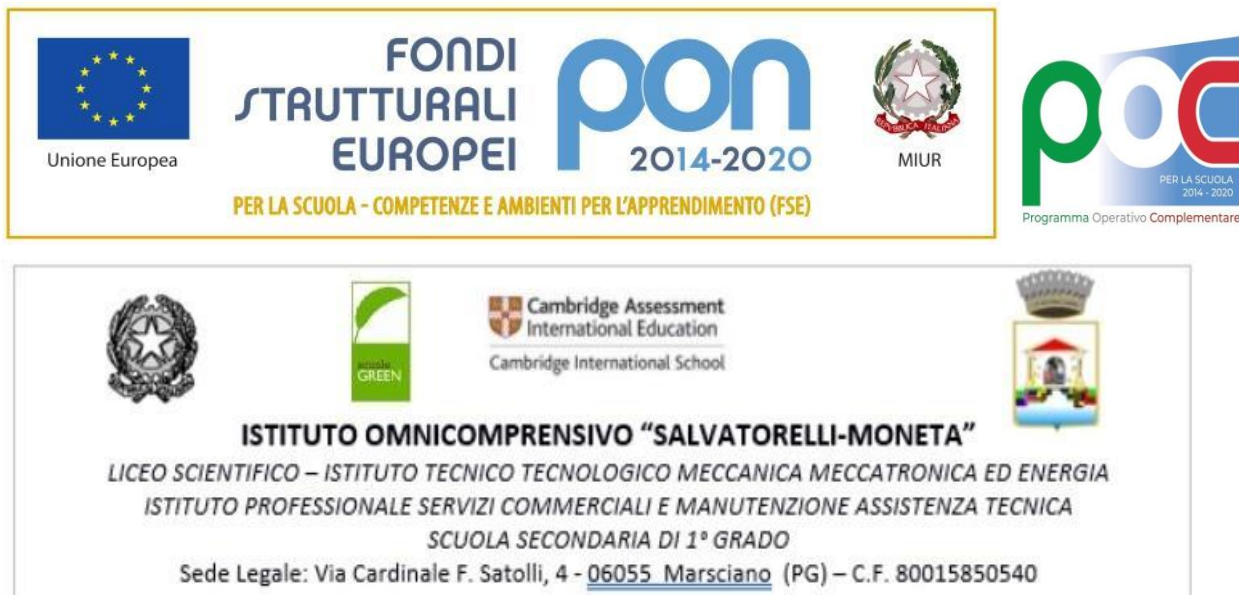 Unione Europea
FONDI
STRUTTURALI
EUROPEI
pon
2014-2020
PER LA SCUOLA - COMPETENZE E AMBIENTI PER L'APPRENDIMENTO (FSE)
REPVBBLICA ITALIANA
MIUR
POC
PER LA SCUOLA
2014 - 2020
Programma Operativo Complementare
scuola
GREEN
Cambridge Assessment
International Education
Cambridge International School
ISTITUTO OMNICOMPRENSIVO “SALVATORELLI-MONETA”
LICEO SCIENTIFICO – ISTITUTO TECNICO TECNOLOGICO MECCANICA MECCATRONICA ED ENERGIA
ISTITUTO PROFESSIONALE SERVIZI COMMERCIALI E MANUTENZIONE ASSISTENZA TECNICA
SCUOLA SECONDARIA DI 1° GRADO
Sede Legale: Via Cardinale F. Satolli, 4 - 06055 Marsciano (PG) – C.F. 80015850540